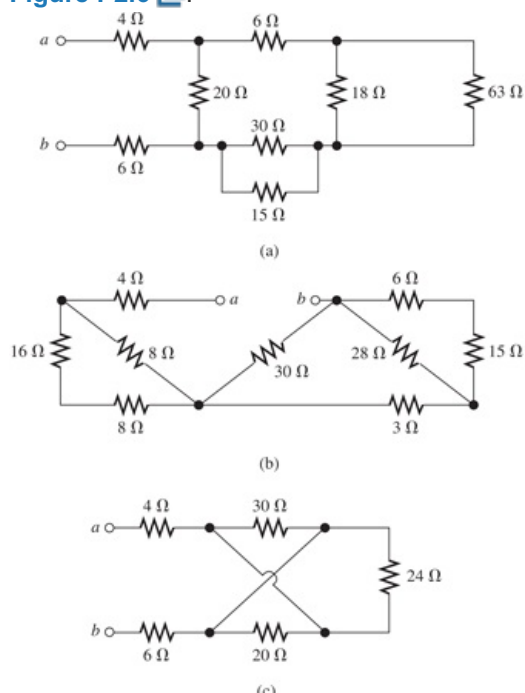 Figure P2.6
4 Ω 6 Ω
a
20 Ω 18 Ω 63 Ω
30 Ω
b
6 Ω
15 Ω
(a)
4 Ω 6 Ω
a b
16 Ω 8 Ω 28 Ω 15 Ω
30 Ω
8 Ω 3 Ω
(b)
4 Ω 30 Ω
a
24 Ω
b
6 Ω 20 Ω
(c)